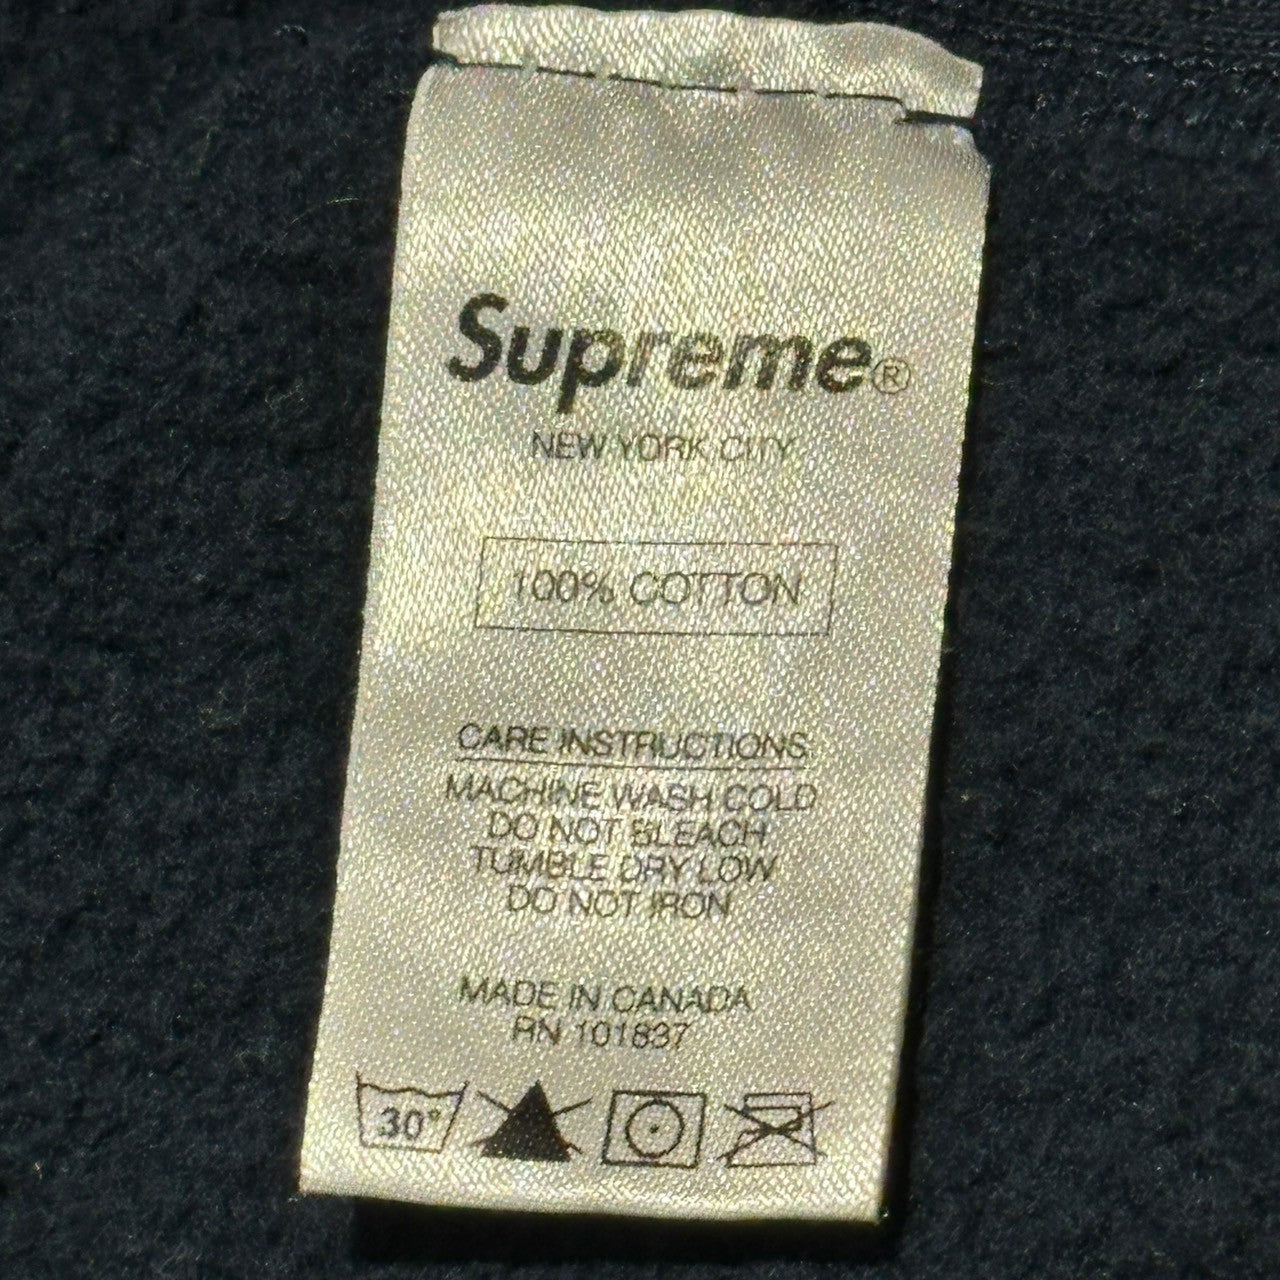 Supreme®
NEW YORK CITY
100% COTTON
CARE INSTRUCTIONS
MACHINE WASH COLD
DO NOT BLEACH
TUMBLE DRY LOW
DO NOT IRON
MADE IN CANADA
RN 101837
30°